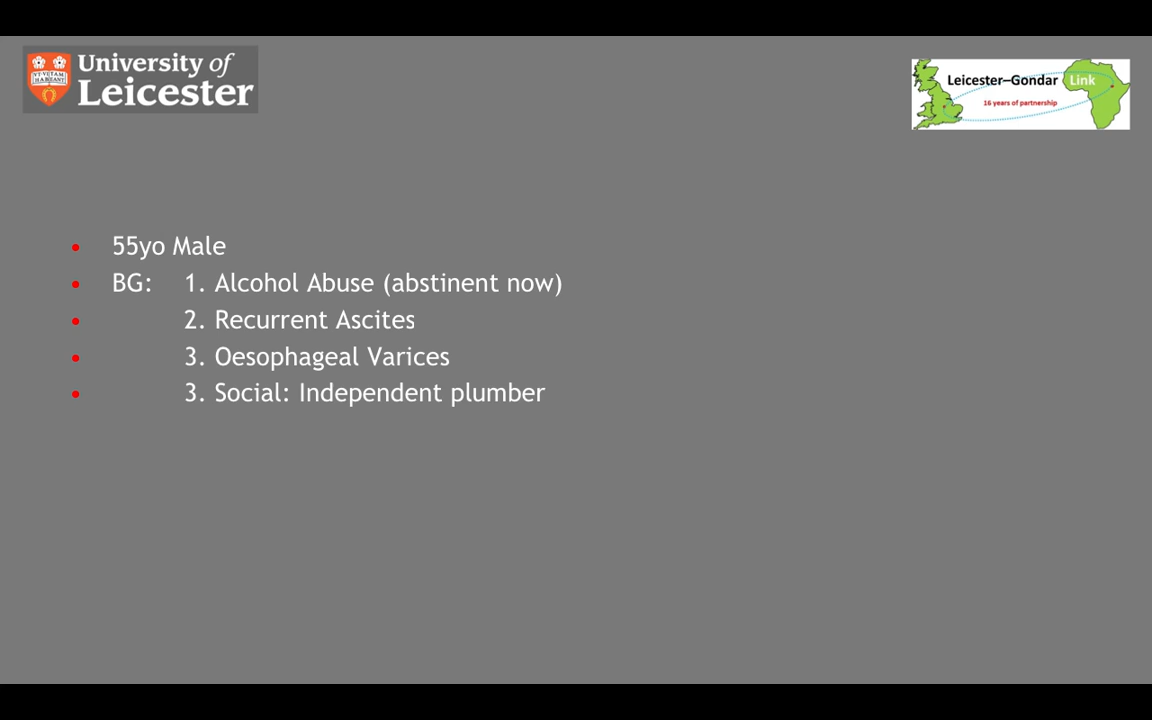 University of
Leicester
Leicester–Gondar Link
16 years of partnership
• 55yo Male
• BG: 1. Alcohol Abuse (abstinent now)
• 2. Recurrent Ascites
• 3. Oesophageal Varices
• 3. Social: Independent plumber